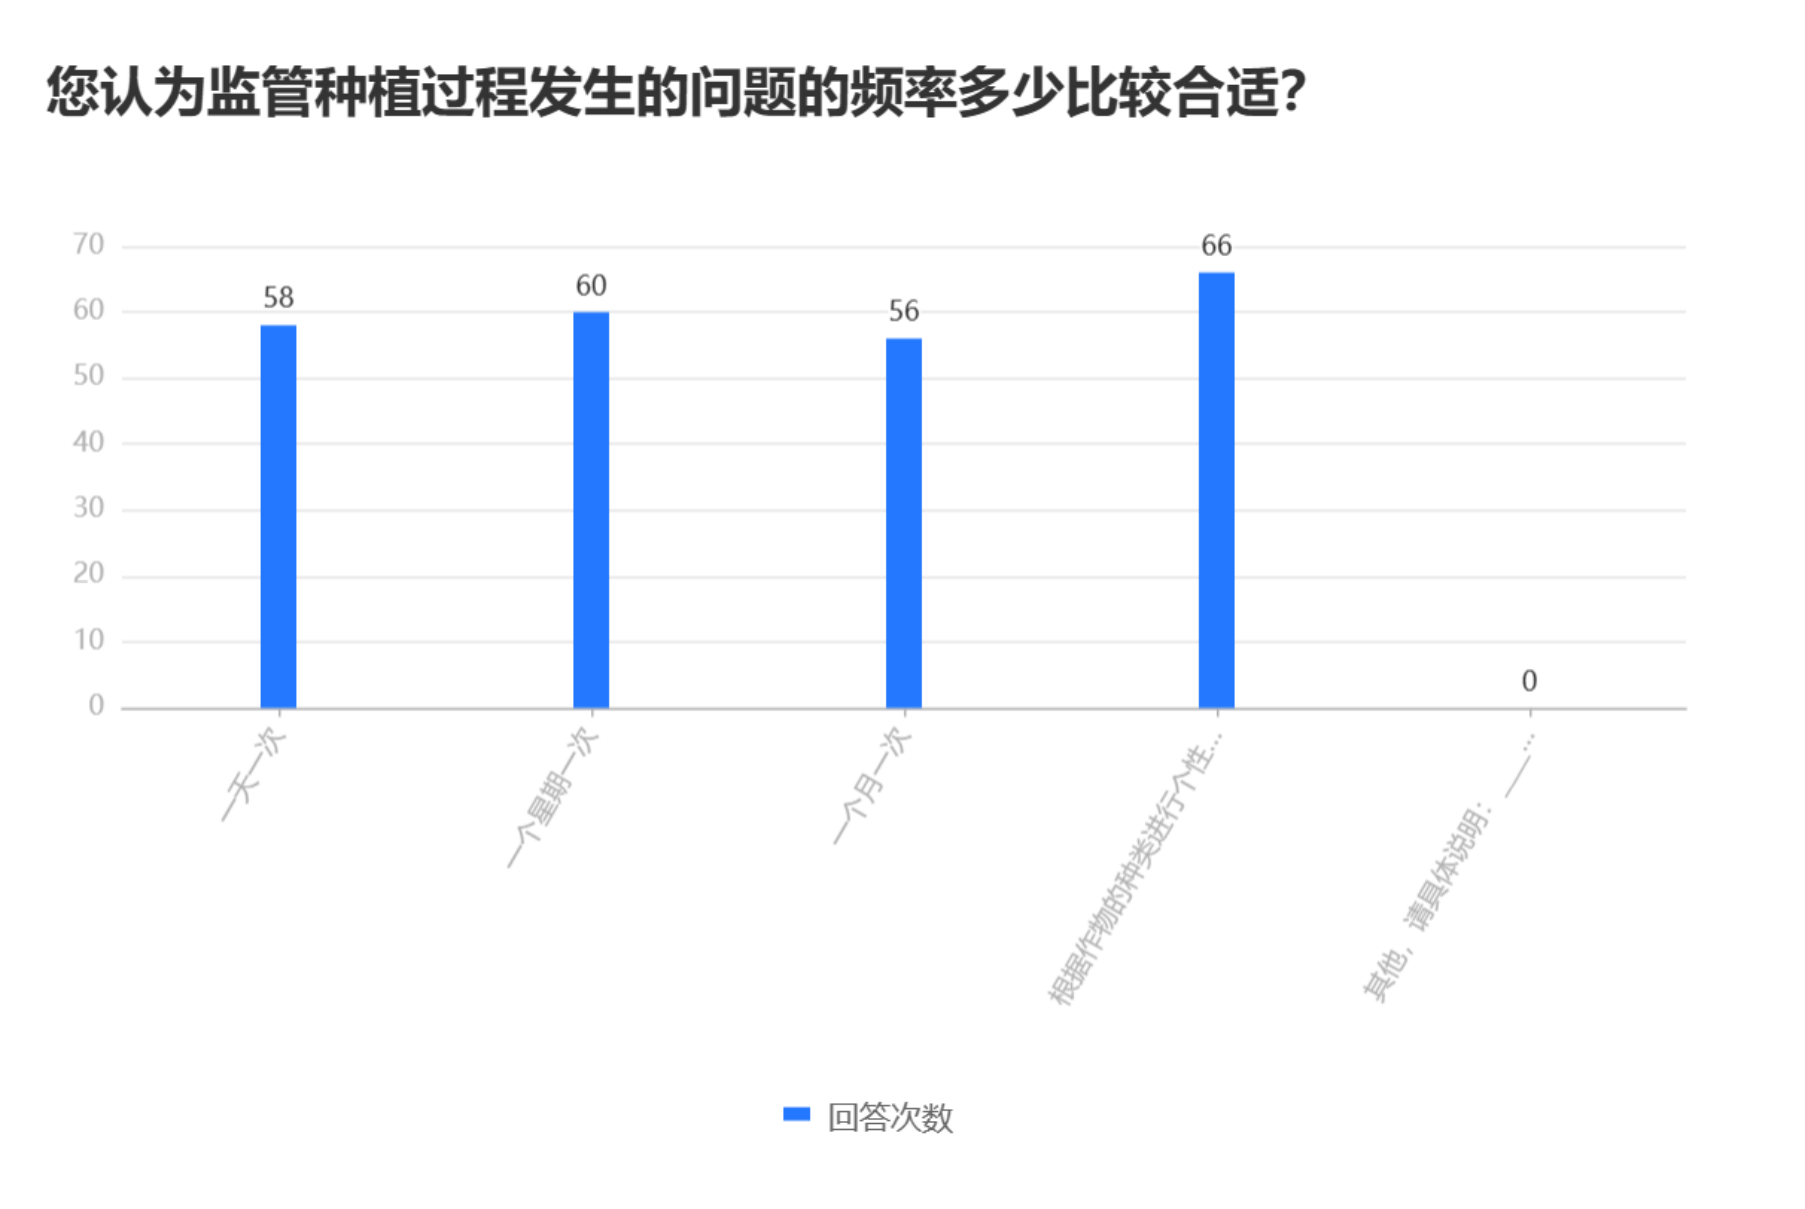 您认为监管种植过程发生的问题的频率多少比较合适？
70
60
50
40
30
20
10
0
58
60
56
66
0
一天一次
一个星期一次
一个月一次
根据作物的种类进行个性...
其他，请具体说明：___...
回答次数